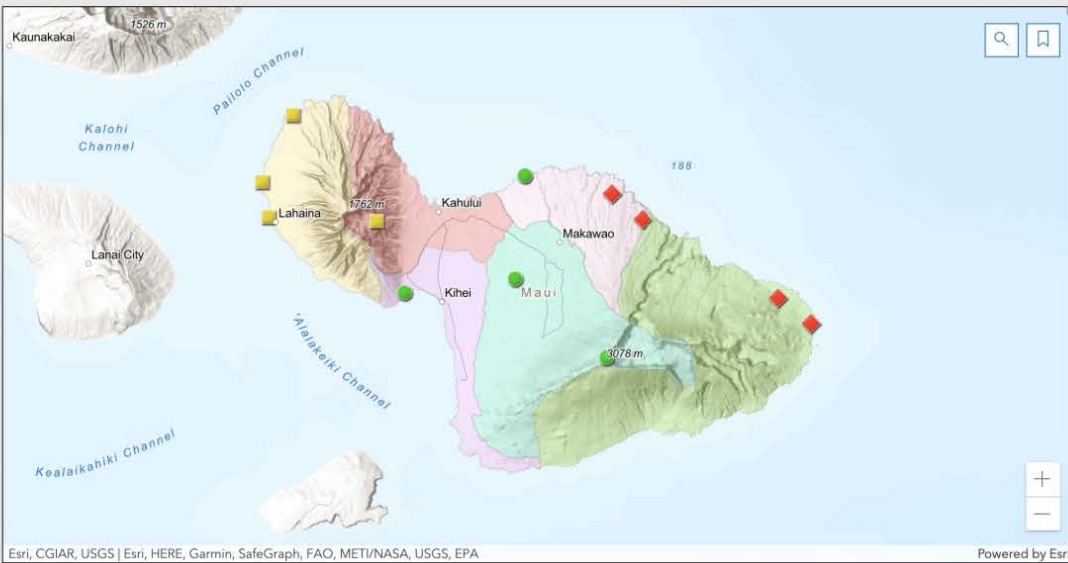 1526 m
Kaunakakai
Pailolo Channel
Kalohi
Channel
188
1762 m
Kahului
Lahaina
Makawao
Lanai City
Kihei
Maui
'Alalakeiki Channel
3078 m
Kealaikahiki Channel
Esri, CGIAR, USGS | Esri, HERE, Garmin, SafeGraph, FAO, METI/NASA, USGS, EPA
Powered by Esr